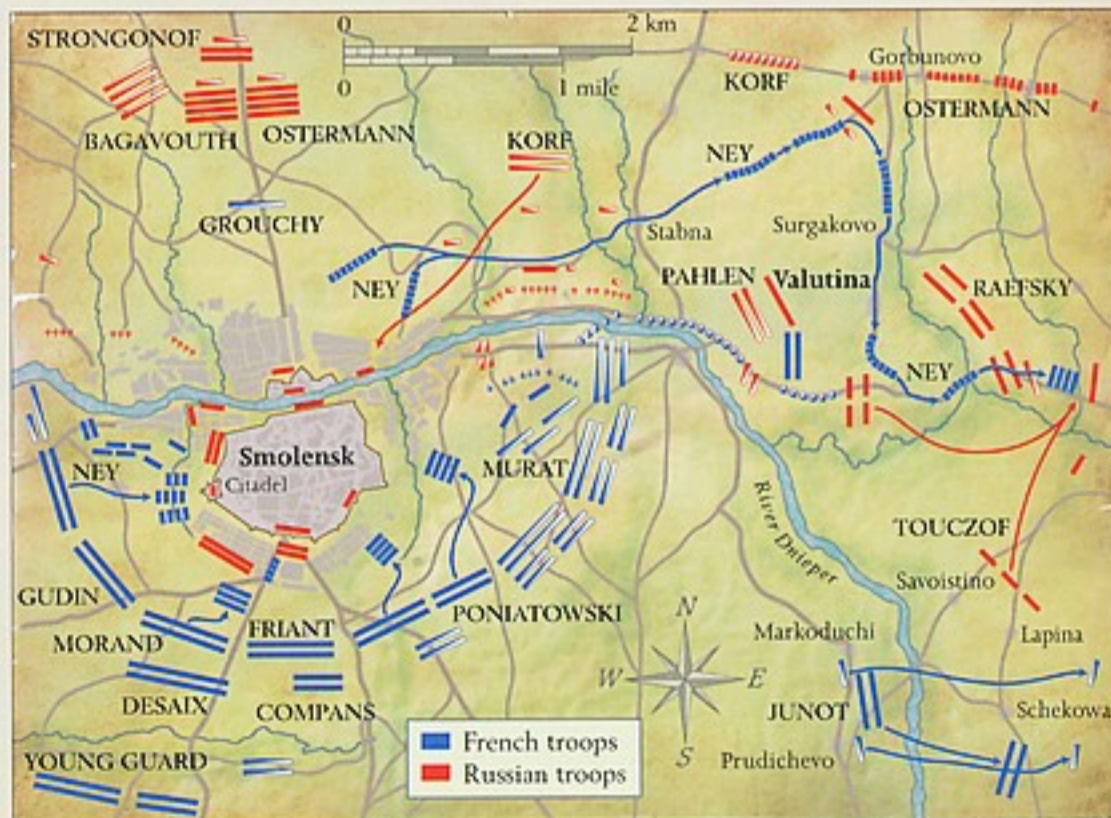 STRONGONOF
0 2 km
0 1 mile
BAGAVOUTH
OSTERMANN
KORF
KORF
Gorbunovo
OSTERMANN
NEY
GROUCHY
Stabna
Surgakovo
NEY
PAHLEN
Valutina
RAEFSKY
NEY
Smolensk
Citadel
NEY
MURAT
River Dnieper
TOUCZOF
Savoistino
GUDIN
MORAND
FRIANT
PONIATOWSKI
N
Markoduchi
Lapina
W E
DESAIX
COMPANS
JUNOT
Schekowa
S
Prudichevo
YOUNG GUARD
French troops
Russian troops